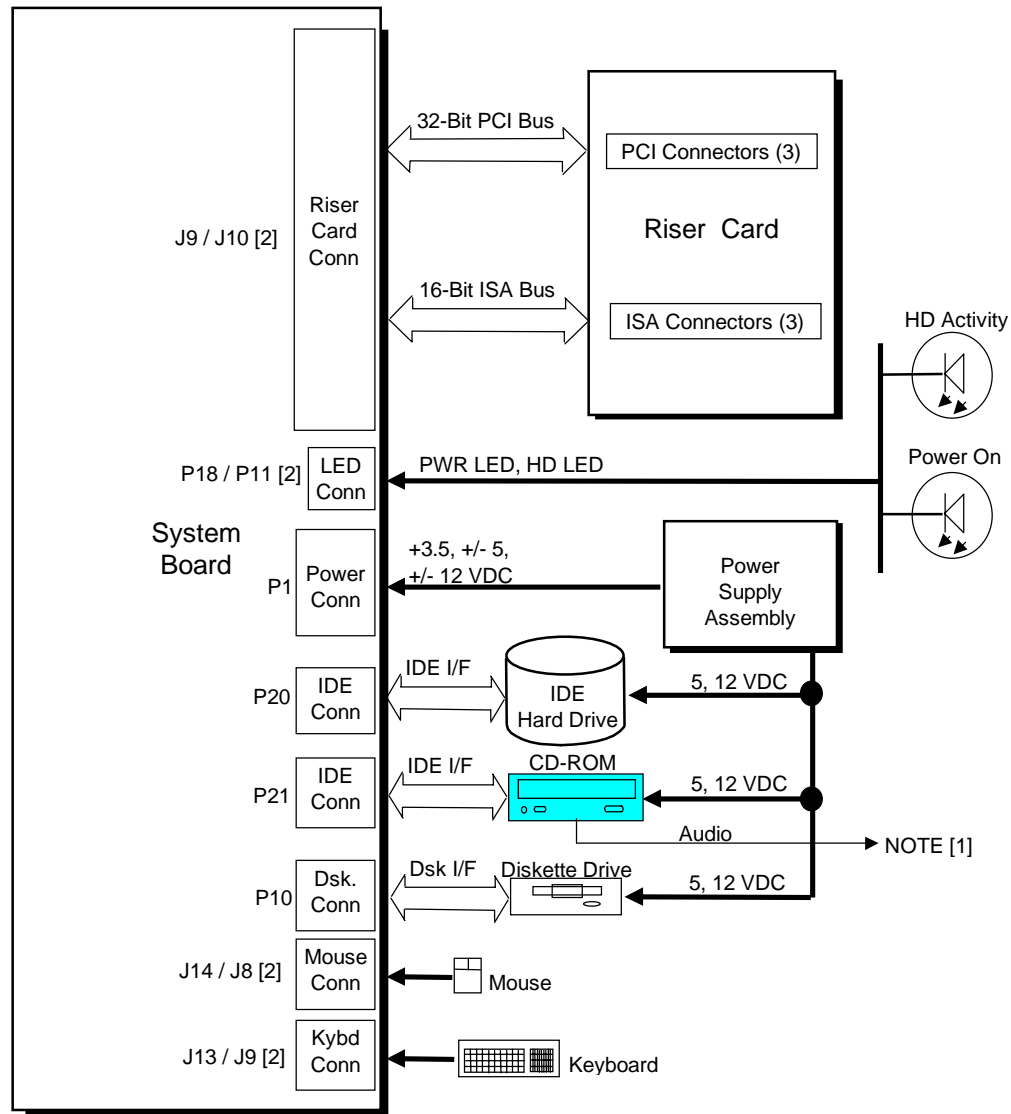 32-Bit PCI Bus
PCI Connectors (3)
Riser
Card
Conn
J9 / J10 [2]
Riser Card
16-Bit ISA Bus
ISA Connectors (3)
HD Activity
P18 / P11 [2]
LED
Conn
PWR LED, HD LED
Power On
System
Board
P1
Power
Conn
+3.5, +/- 5,
+/- 12 VDC
Power
Supply
Assembly
P20
IDE
Conn
IDE I/F
IDE
Hard Drive
5, 12 VDC
P21
IDE
Conn
IDE I/F
CD-ROM
5, 12 VDC
Audio
NOTE [1]
P10
Dsk.
Conn
Dsk I/F
Diskette Drive
5, 12 VDC
J14 / J8 [2]
Mouse
Conn
Mouse
J13 / J9 [2]
Kybd
Conn
Keyboard